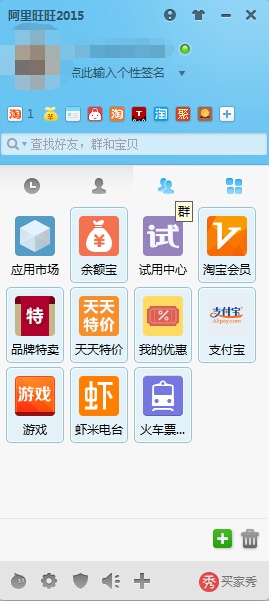 阿里旺旺2015
点此输入个性签名
淘 1 淘 T 淘 聚
查找好友，群和宝贝
群
应用市场 余额宝 试 试用中心 淘宝会员
特 品牌特卖 天天特价 天天特价 % 我的优惠 支付宝 Alipay.com 支付宝
游戏 游戏 虾 虾米电台 火车票...
秀 买家秀